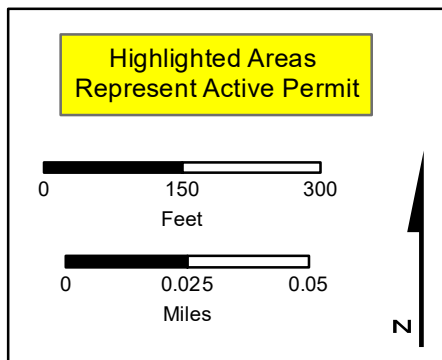 Highlighted Areas
Represent Active Permit
0 150 300
Feet
0 0.025 0.05
Miles
N